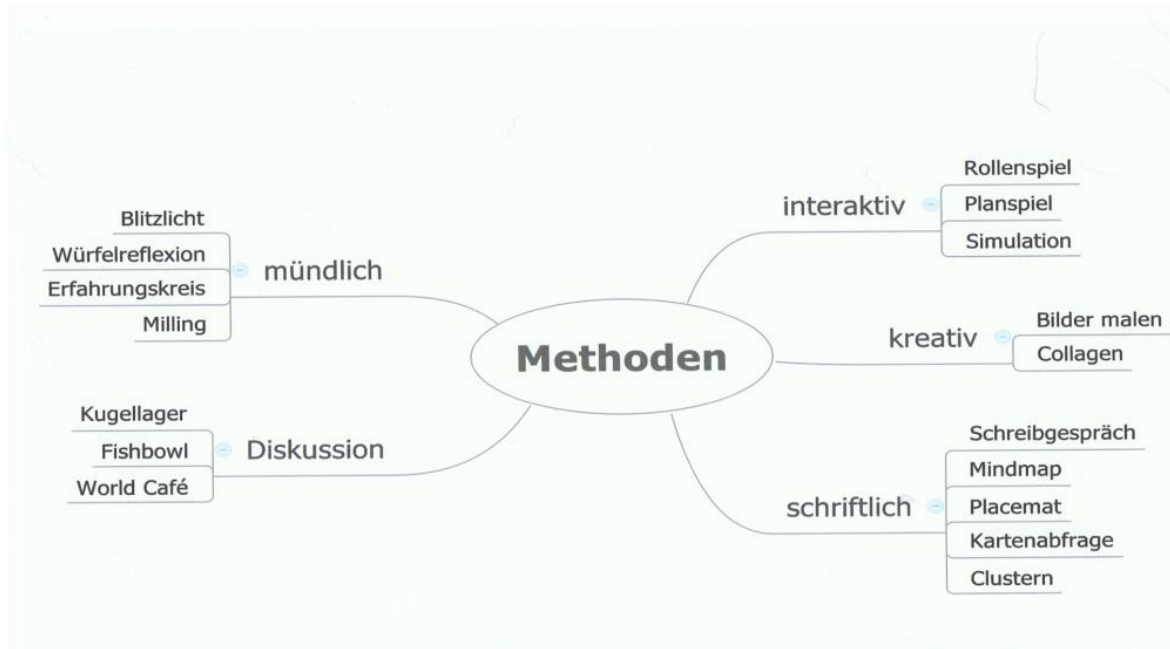 Methoden
mündlich
Blitzlicht
Würfelreflexion
Erfahrungskreis
Milling
Diskussion
Kugellager
Fishbowl
World Café
interaktiv
Rollenspiel
Planspiel
Simulation
kreativ
Bilder malen
Collagen
schriftlich
Schreibgespräch
Mindmap
Placemat
Kartenabfrage
Clustern